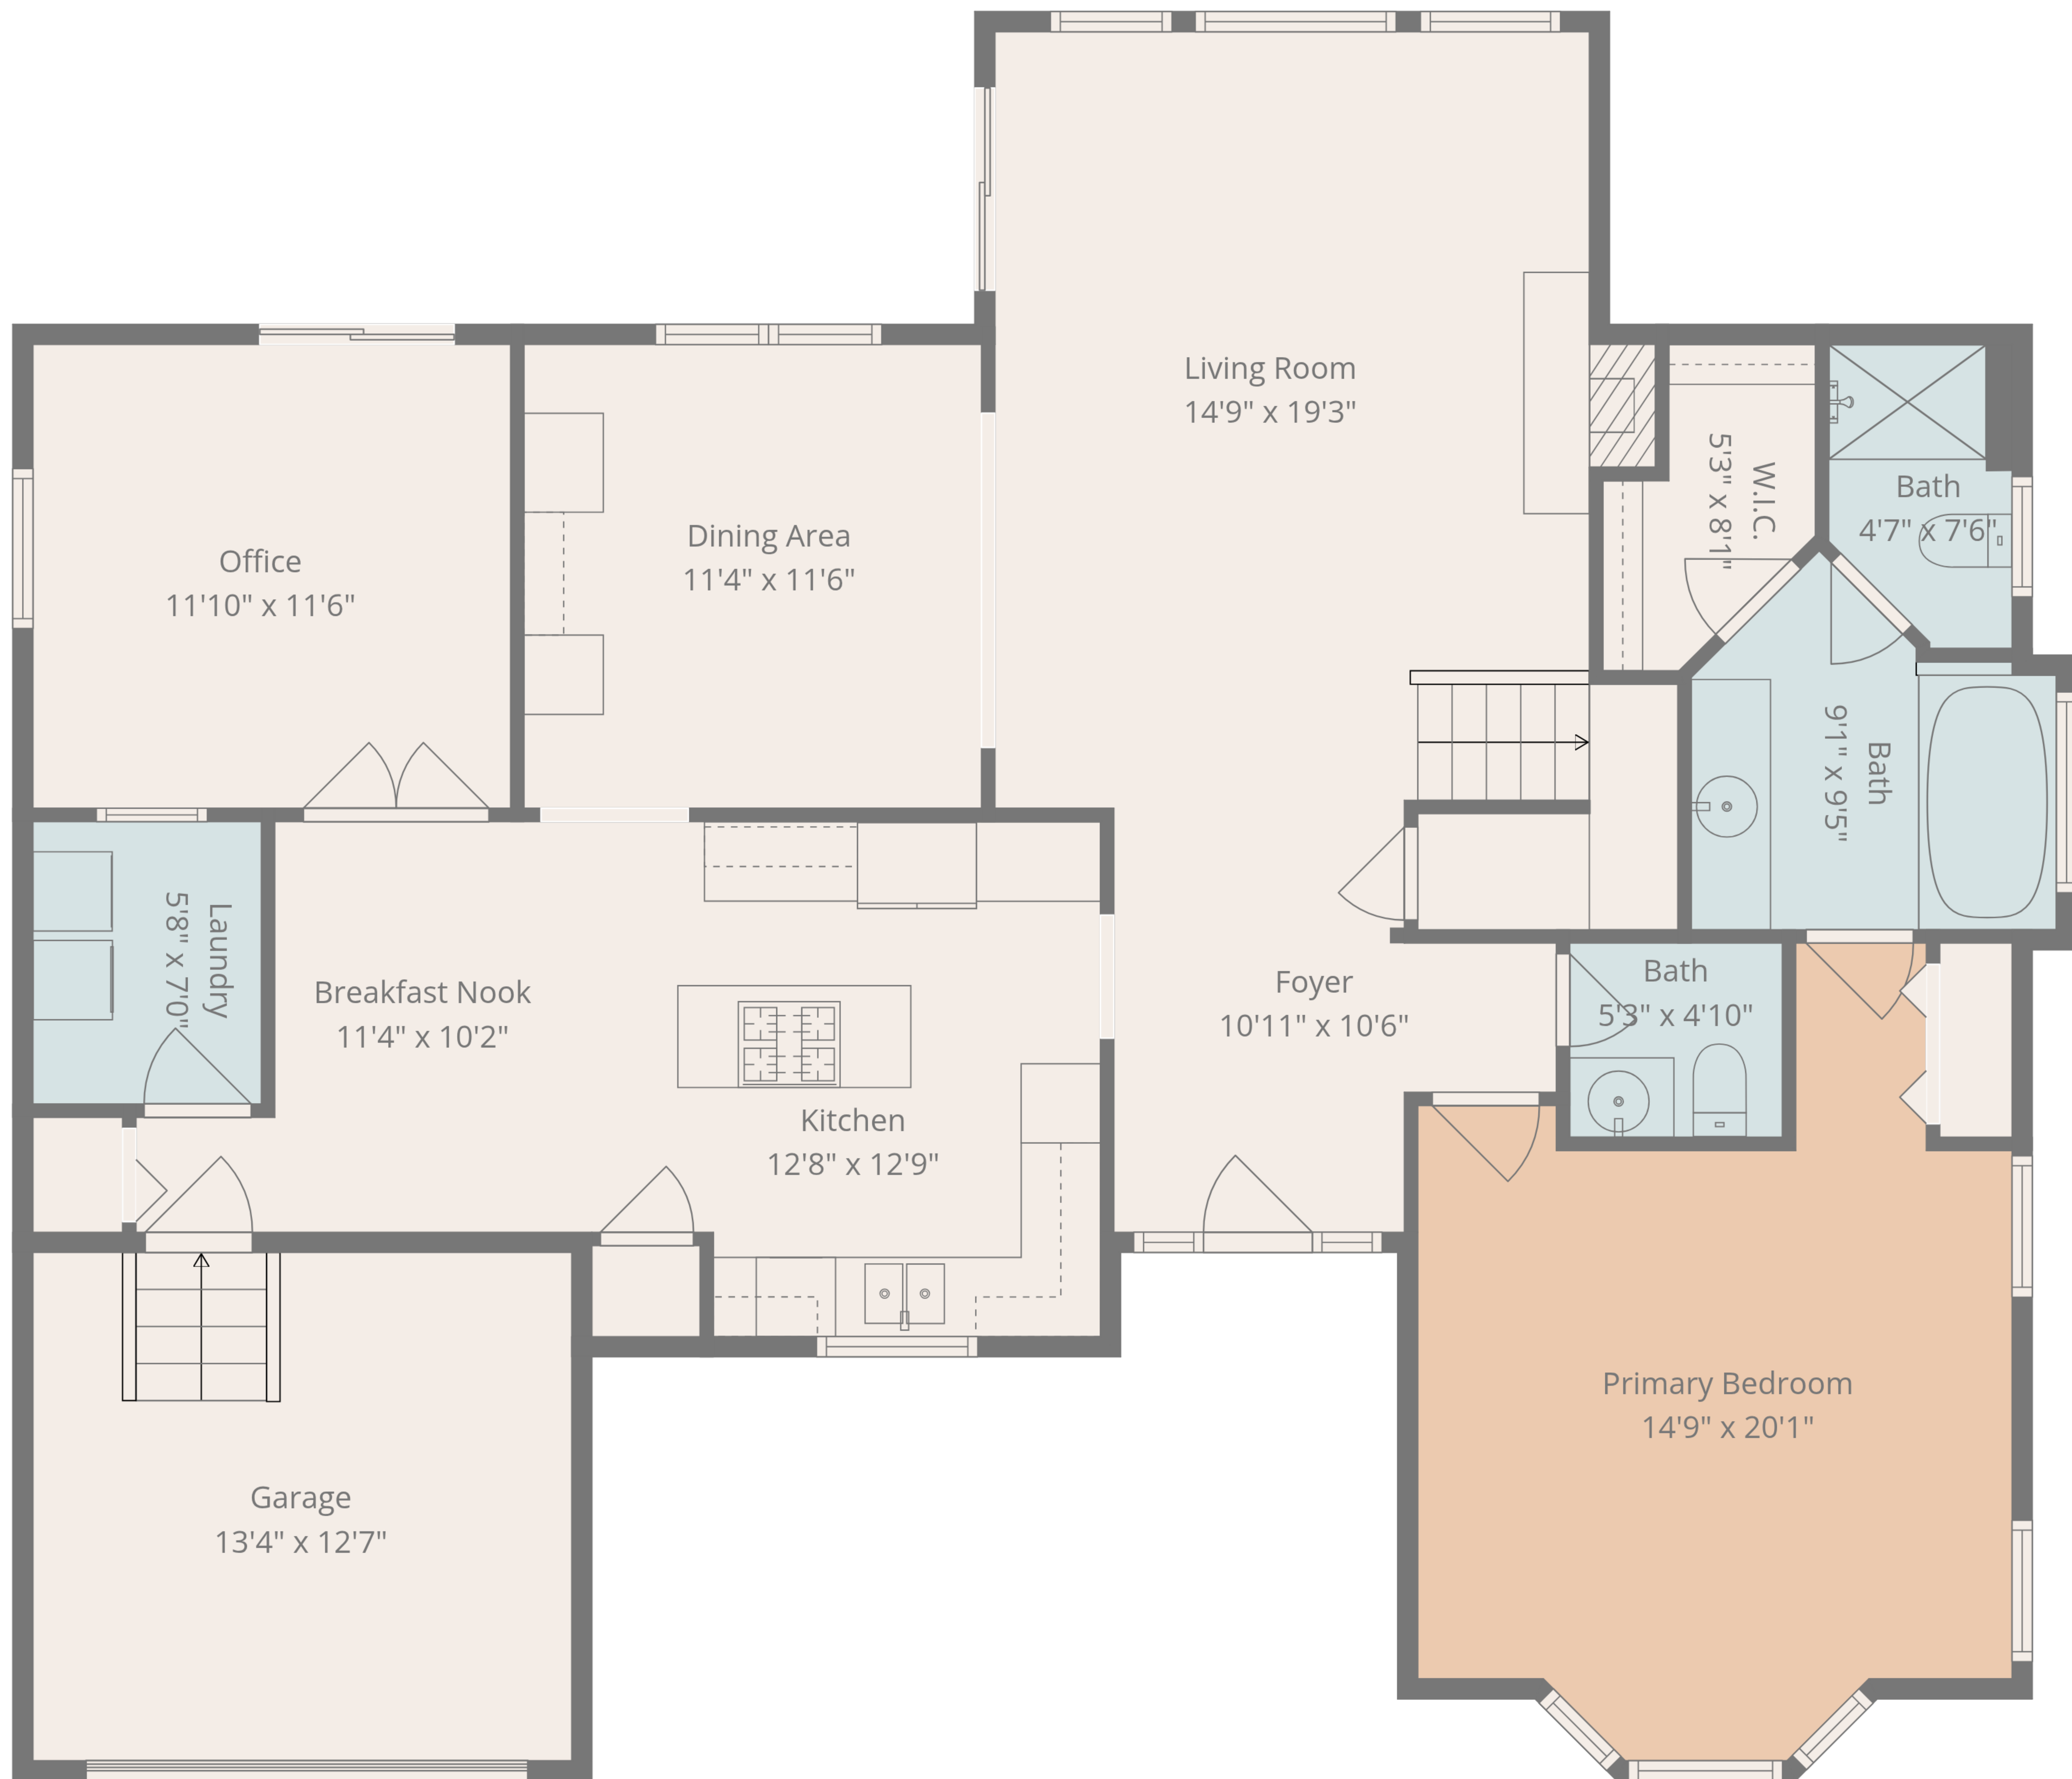 Living Room
14'9" x 19'3"
W.I.C.
5'3" x 8'1"
Bath
4'7" x 7'6"
Dining Area
11'4" x 11'6"
Office
11'10" x 11'6"
Bath
9'1" x 9'5"
Laundry
5'8" x 7'0"
Breakfast Nook
11'4" x 10'2"
Foyer
10'11" x 10'6"
Bath
5'3" x 4'10"
Kitchen
12'8" x 12'9"
Primary Bedroom
14'9" x 20'1"
Garage
13'4" x 12'7"